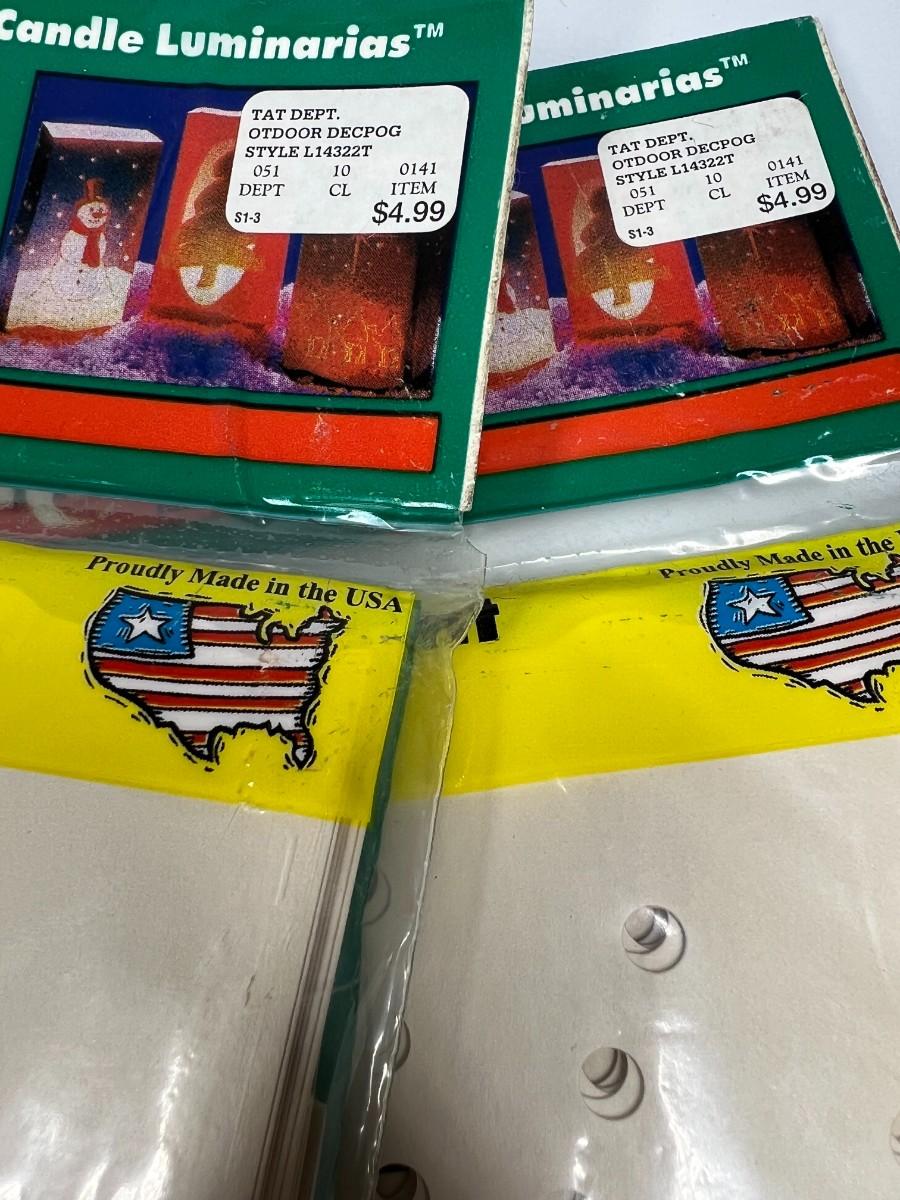 Candle Luminarias™
TAT DEPT.
OTDOOR DECPOG
STYLE L14322T
051 10 0141
DEPT CL ITEM
S1-3 $4.99
uminarias™
TAT DEPT.
OTDOOR DECPOG
STYLE L14322T
051 10 0141
DEPT CL ITEM
S1-3 $4.99
Proudly Made in the USA
Proudly Made in the